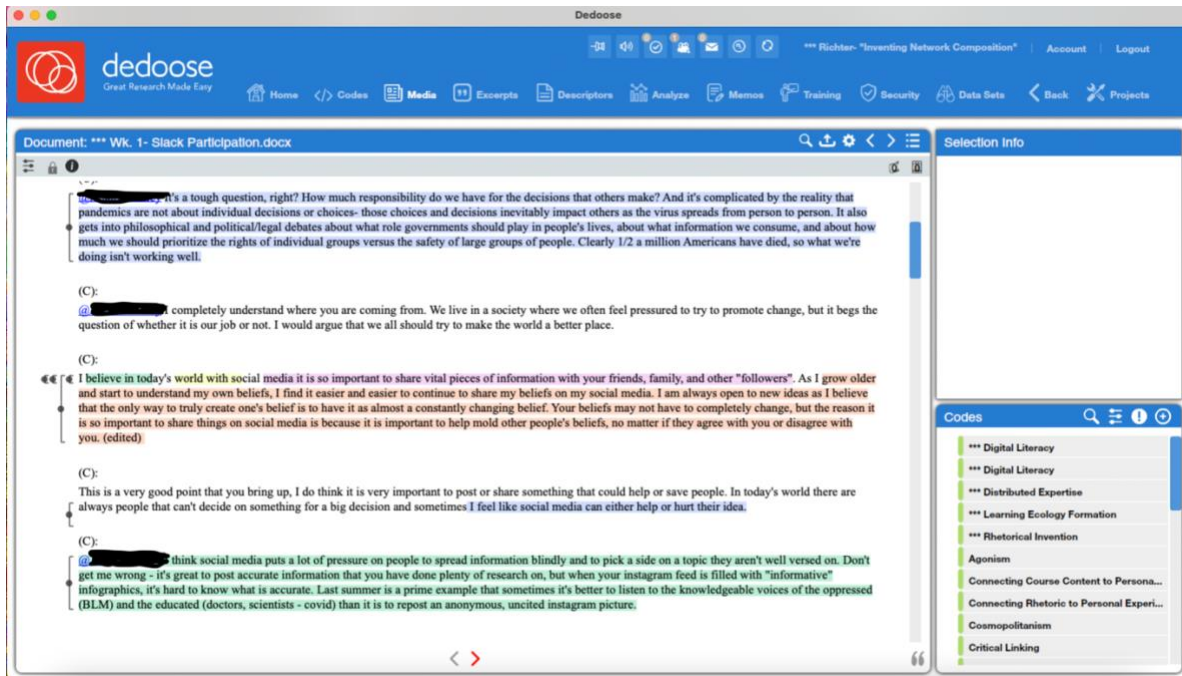 Dedoose
dedoose
Great Research Made Easy
*** Richter- "Inventing Network Composition"
Account
Logout
Home
</> Codes
Media
Excerpts
Descriptors
Analyze
Memos
Training
Security
Data Sets
Back
Projects
Document: *** Wk. 1- Slack Participation.docx
it's a tough question, right? How much responsibility do we have for the decisions that others make? And it's complicated by the reality that
pandemics are not about individual decisions or choices- those choices and decisions inevitably impact others as the virus spreads from person to person. It also
gets into philosophical and political/legal debates about what role governments should play in people's lives, about what information we consume, and about how
much we should prioritize the rights of individual groups versus the safety of large groups of people. Clearly 1/2 a million Americans have died, so what we're
doing isn't working well.
(C):
@ I completely understand where you are coming from. We live in a society where we often feel pressured to try to promote change, but it begs the
question of whether it is our job or not. I would argue that we all should try to make the world a better place.
(C):
I believe in today's world with social media it is so important to share vital pieces of information with your friends, family, and other "followers". As I grow older
and start to understand my own beliefs, I find it easier and easier to continue to share my beliefs on my social media. I am always open to new ideas as I believe
that the only way to truly create one's belief is to have it as almost a constantly changing belief. Your beliefs may not have to completely change, but the reason it
is so important to share things on social media is because it is important to help mold other people's beliefs, no matter if they agree with you or disagree with
you. (edited)
(C):
This is a very good point that you bring up, I do think it is very important to post or share something that could help or save people. In today's world there are
always people that can't decide on something for a big decision and sometimes I feel like social media can either help or hurt their idea.
(C):
@ think social media puts a lot of pressure on people to spread information blindly and to pick a side on a topic they aren't well versed on. Don't
get me wrong - it's great to post accurate information that you have done plenty of research on, but when your instagram feed is filled with "informative"
infographics, it's hard to know what is accurate. Last summer is a prime example that sometimes it's better to listen to the knowledgeable voices of the oppressed
(BLM) and the educated (doctors, scientists - covid) than it is to repost an anonymous, uncited instagram picture.
Selection Info
Codes
*** Digital Literacy
*** Digital Literacy
*** Distributed Expertise
*** Learning Ecology Formation
*** Rhetorical Invention
Agonism
Connecting Course Content to Persona...
Connecting Rhetoric to Personal Experi...
Cosmopolitanism
Critical Linking